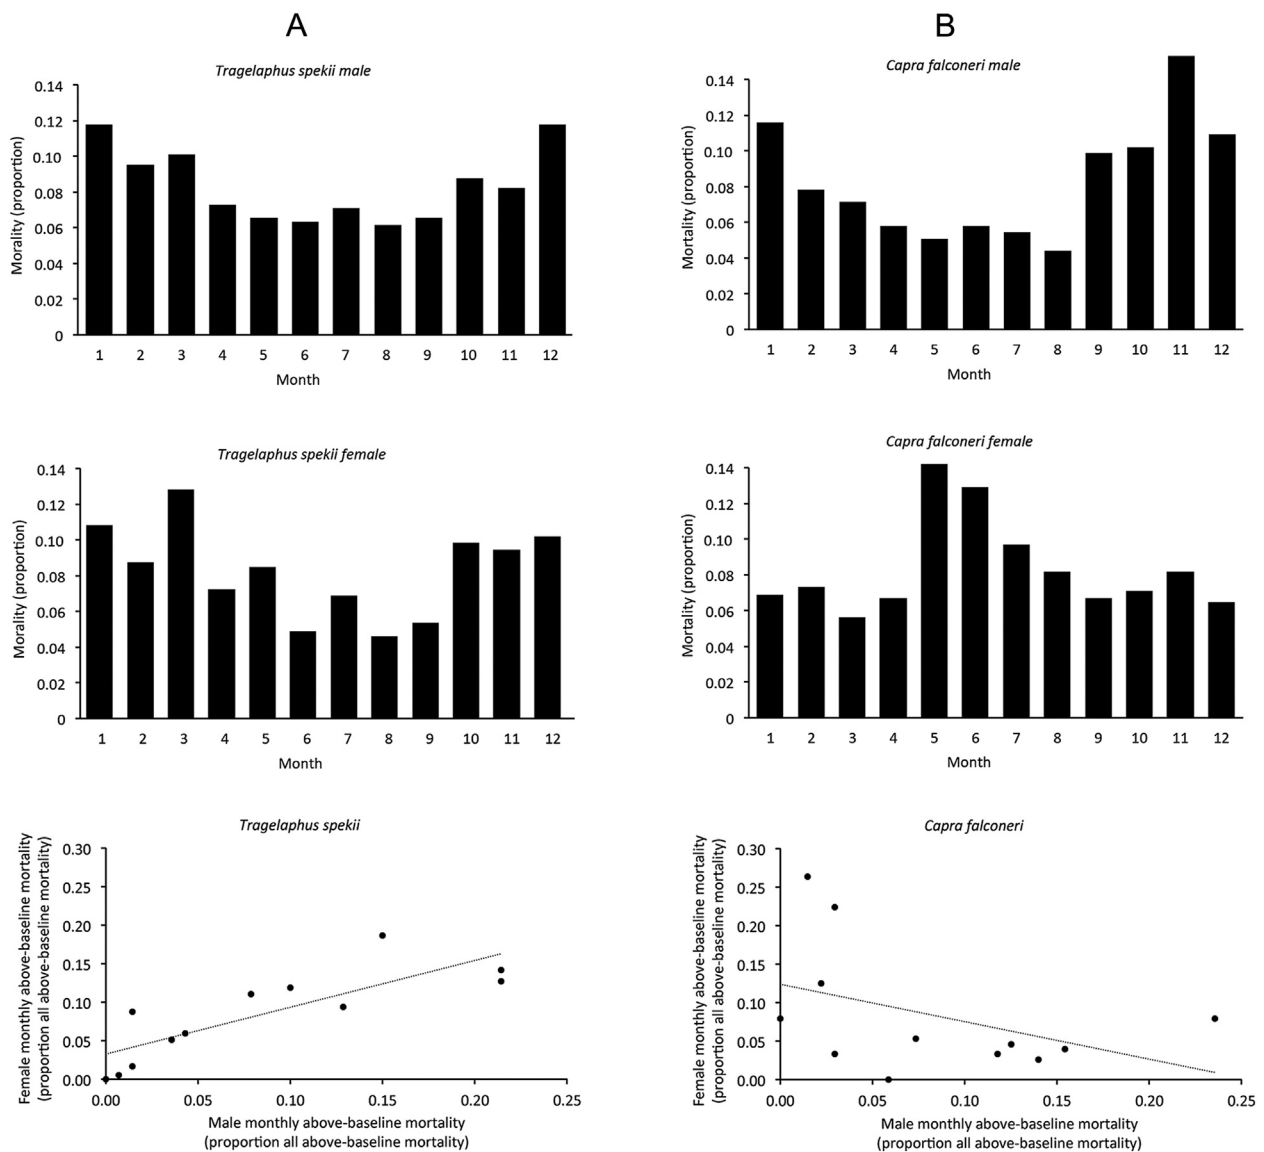 A
B
Tragelaphus spekii male
Morality (proportion)
0.14
0.12
0.10
0.08
0.06
0.04
0.02
0
1 2 3 4 5 6 7 8 9 10 11 12
Month
Capra falconeri male
Mortality (proportion)
0.14
0.12
0.10
0.08
0.06
0.04
0.02
0
1 2 3 4 5 6 7 8 9 10 11 12
Month
Tragelaphus spekii female
Morality (proportion)
0.14
0.12
0.10
0.08
0.06
0.04
0.02
0
1 2 3 4 5 6 7 8 9 10 11 12
Month
Capra falconeri female
Mortality (proportion)
0.14
0.12
0.10
0.08
0.06
0.04
0.02
0
1 2 3 4 5 6 7 8 9 10 11 12
Month
Tragelaphus spekii
Female monthly above-baseline mortality
(proportion all above-baseline mortality)
0.30
0.25
0.20
0.15
0.10
0.05
0.00
0.00 0.05 0.10 0.15 0.20 0.25
Male monthly above-baseline mortality
(proportion all above-baseline mortality)
Capra falconeri
Female monthly above-baseline mortality
(proportion all above-baseline mortality)
0.30
0.25
0.20
0.15
0.10
0.05
0.00
0.00 0.05 0.10 0.15 0.20 0.25
Male monthly above-baseline mortality
(proportion all above-baseline mortality)